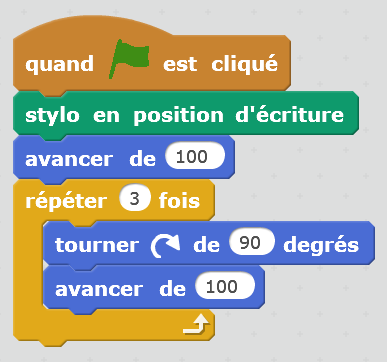 quand est cliqué
stylo en position d'écriture
avancer de 100
répéter 3 fois
tourner de 90 degrés
avancer de 100